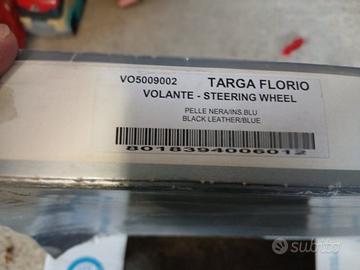 VO5009002 TARGA FLORIO
VOLANTE - STEERING WHEEL
PELLE NERA/INS.BLU
BLACK LEATHER/BLUE
8018394006012
subito